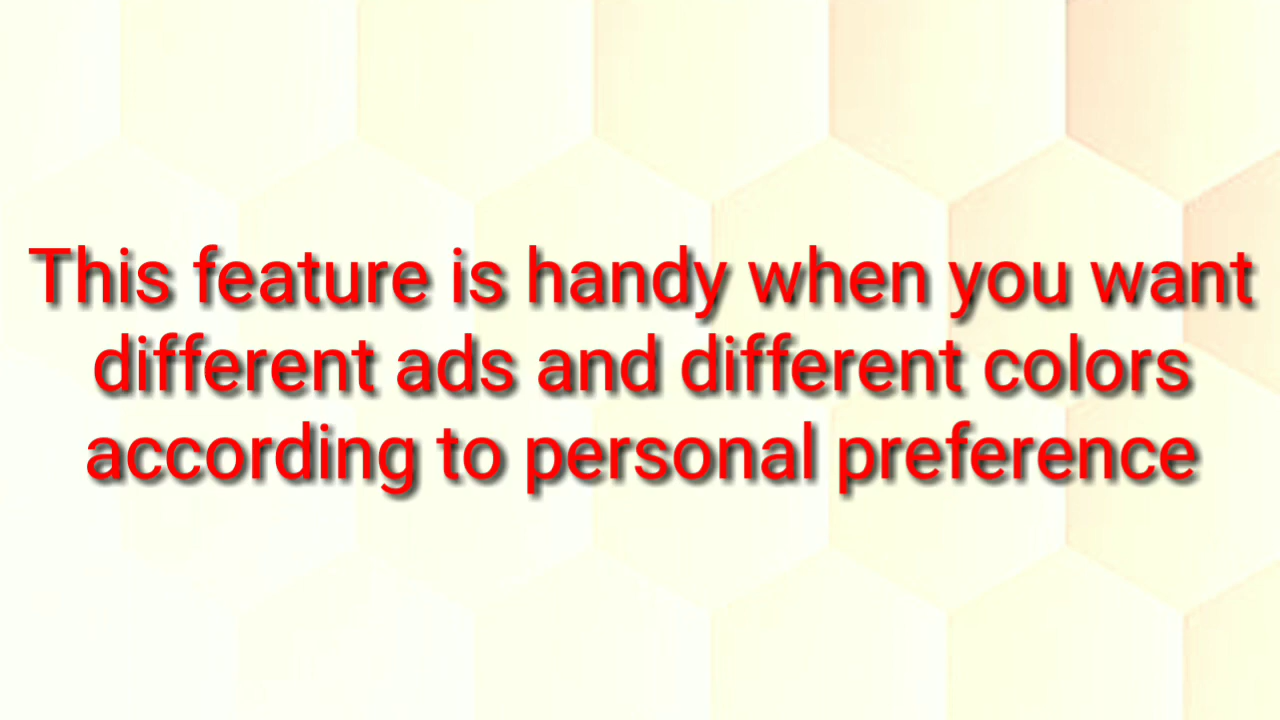 This feature is handy when you want
different ads and different colors
according to personal preference